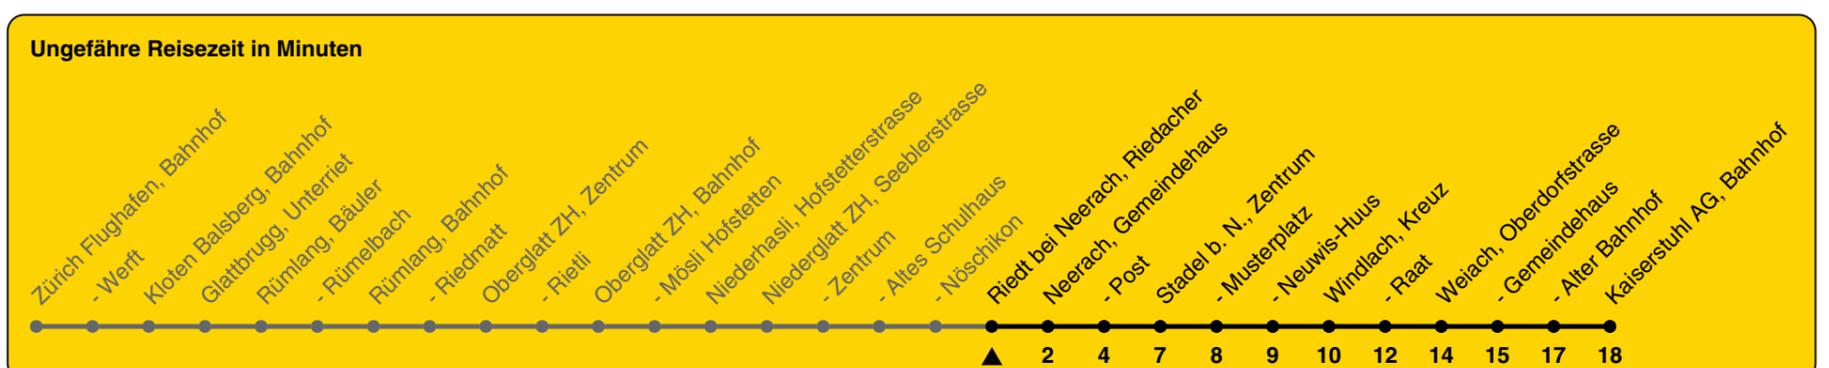 Ungefähre Reisezeit in Minuten
Zürich Flughafen, Bahnhof
- Werft
Kloten Balsberg, Bahnhof
Glattbrugg, Unterriet
Rümlang, Bäuler
- Rümelbach
Rümlang, Bahnhof
- Riedmatt
Oberglatt ZH, Zentrum
- Rietli
Oberglatt ZH, Bahnhof
- Mösli Hofstetten
Niederhasli, Hofstetterstrasse
Niederglatt ZH, Seeblerstrasse
- Zentrum
- Altes Schulhaus
- Nöschikon
Riedt bei Neerach, Riedacher
Neerach, Gemeindehaus
- Post
Stadel b. N., Zentrum
- Musterplatz
- Neuwis-Huus
Windlach, Kreuz
- Raat
Weiach, Oberdorfstrasse
- Gemeindehaus
- Alter Bahnhof
Kaiserstuhl AG, Bahnhof
2 4 7 8 9 10 12 14 15 17 18